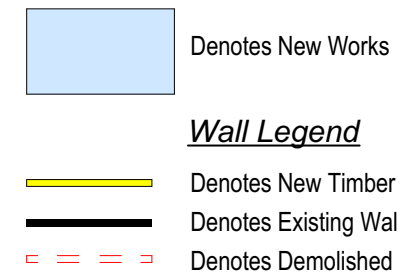 Denotes New Works
Wall Legend
Denotes New Timber
Denotes Existing Wal
Denotes Demolished